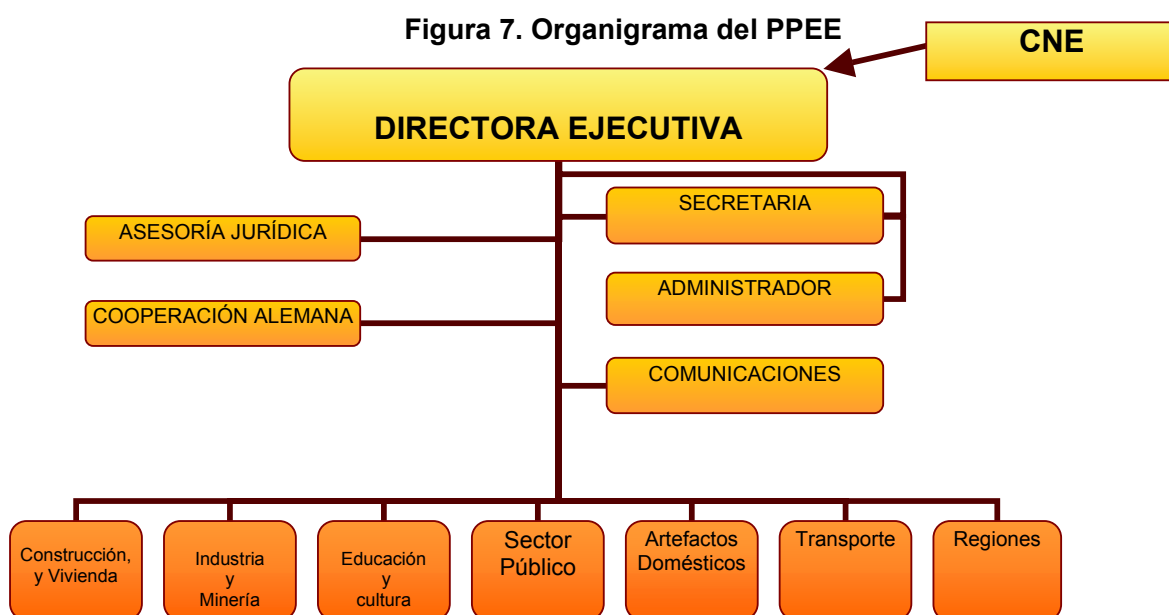 Figura 7. Organigrama del PPEE
CNE
DIRECTORA EJECUTIVA
SECRETARIA
ASESORÍA JURÍDICA
ADMINISTRADOR
COOPERACIÓN ALEMANA
COMUNICACIONES
Construcción,
y Vivienda
Industria
y
Minería
Educación
y
cultura
Sector
Público
Artefactos
Domésticos
Transporte
Regiones